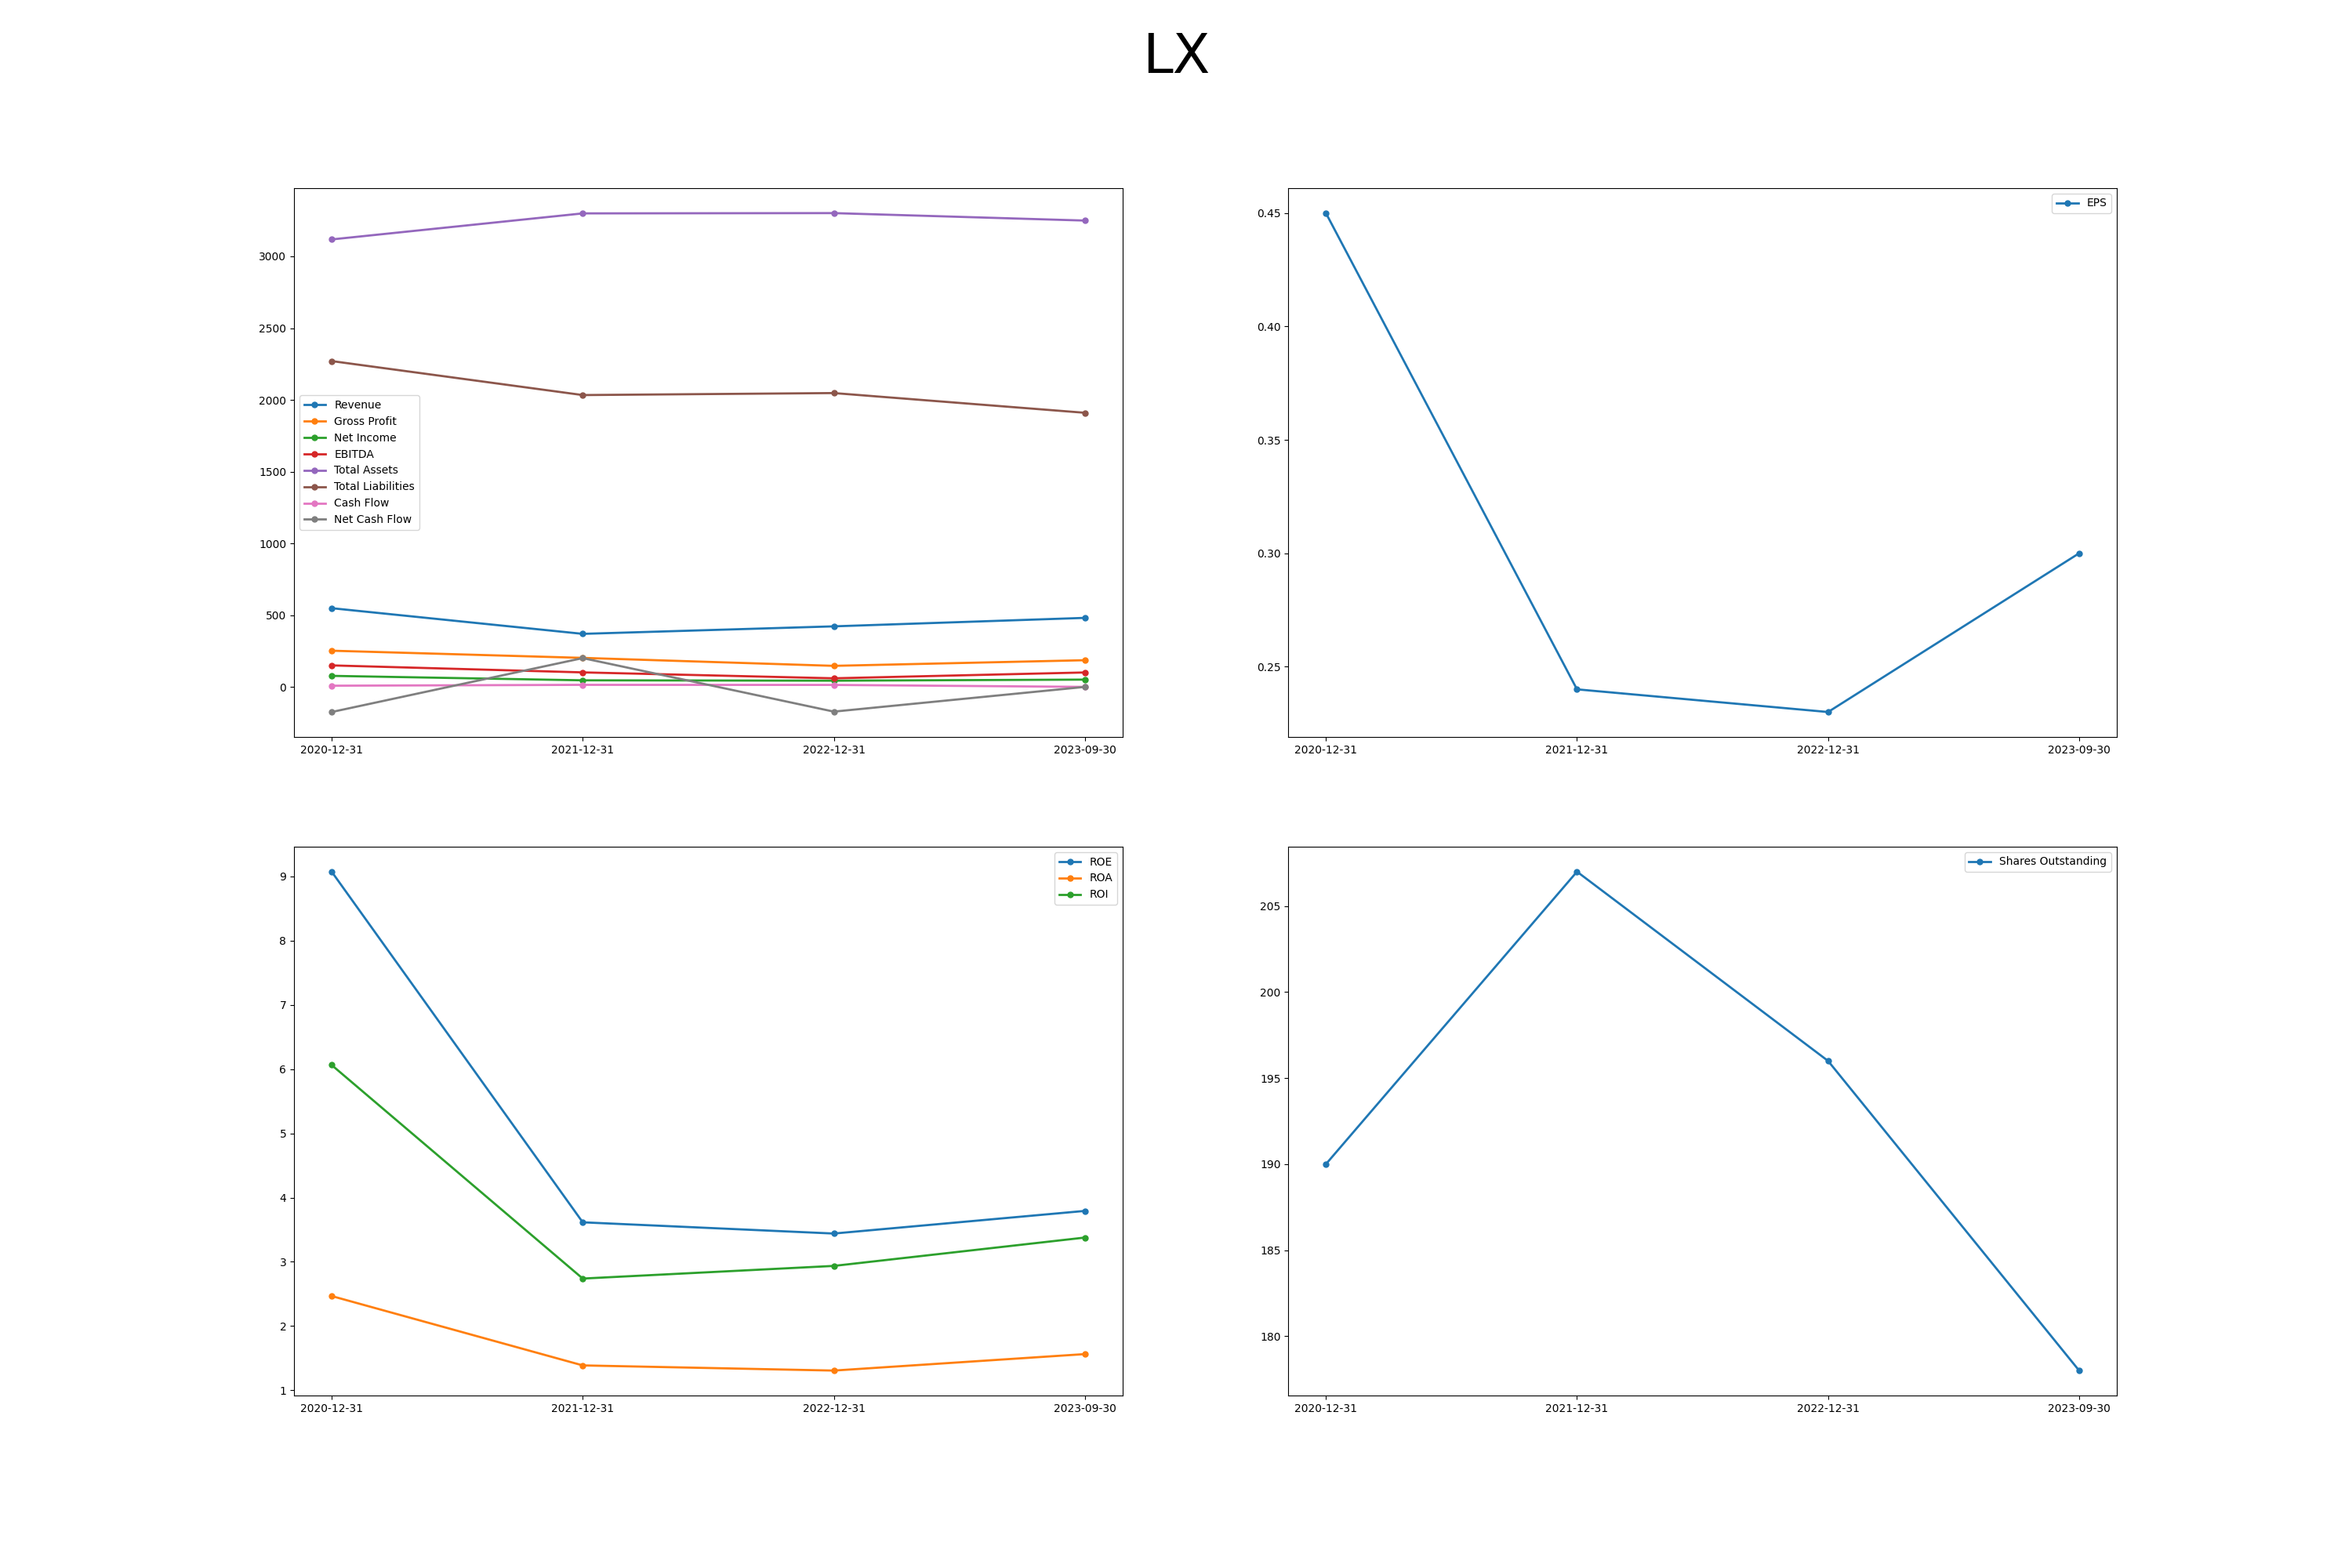 LX
3000
2500
2000
1500
1000
500
0
Revenue
Gross Profit
Net Income
EBITDA
Total Assets
Total Liabilities
Cash Flow
Net Cash Flow
2020-12-31 2021-12-31 2022-12-31 2023-09-30
0.45
0.40
0.35
0.30
0.25
EPS
2020-12-31 2021-12-31 2022-12-31 2023-09-30
9
8
7
6
5
4
3
2
1
ROE
ROA
ROI
2020-12-31 2021-12-31 2022-12-31 2023-09-30
205
200
195
190
185
180
Shares Outstanding
2020-12-31 2021-12-31 2022-12-31 2023-09-30